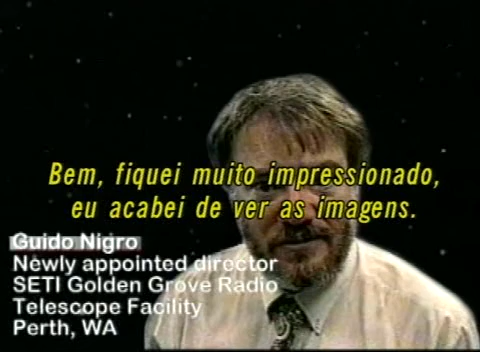 Bem, fiquei muito impressionado,
eu acabei de ver as imagens.
Guido Nigro
Newly appointed director
SETI Golden Grove Radio
Telescope Facility
Perth, WA